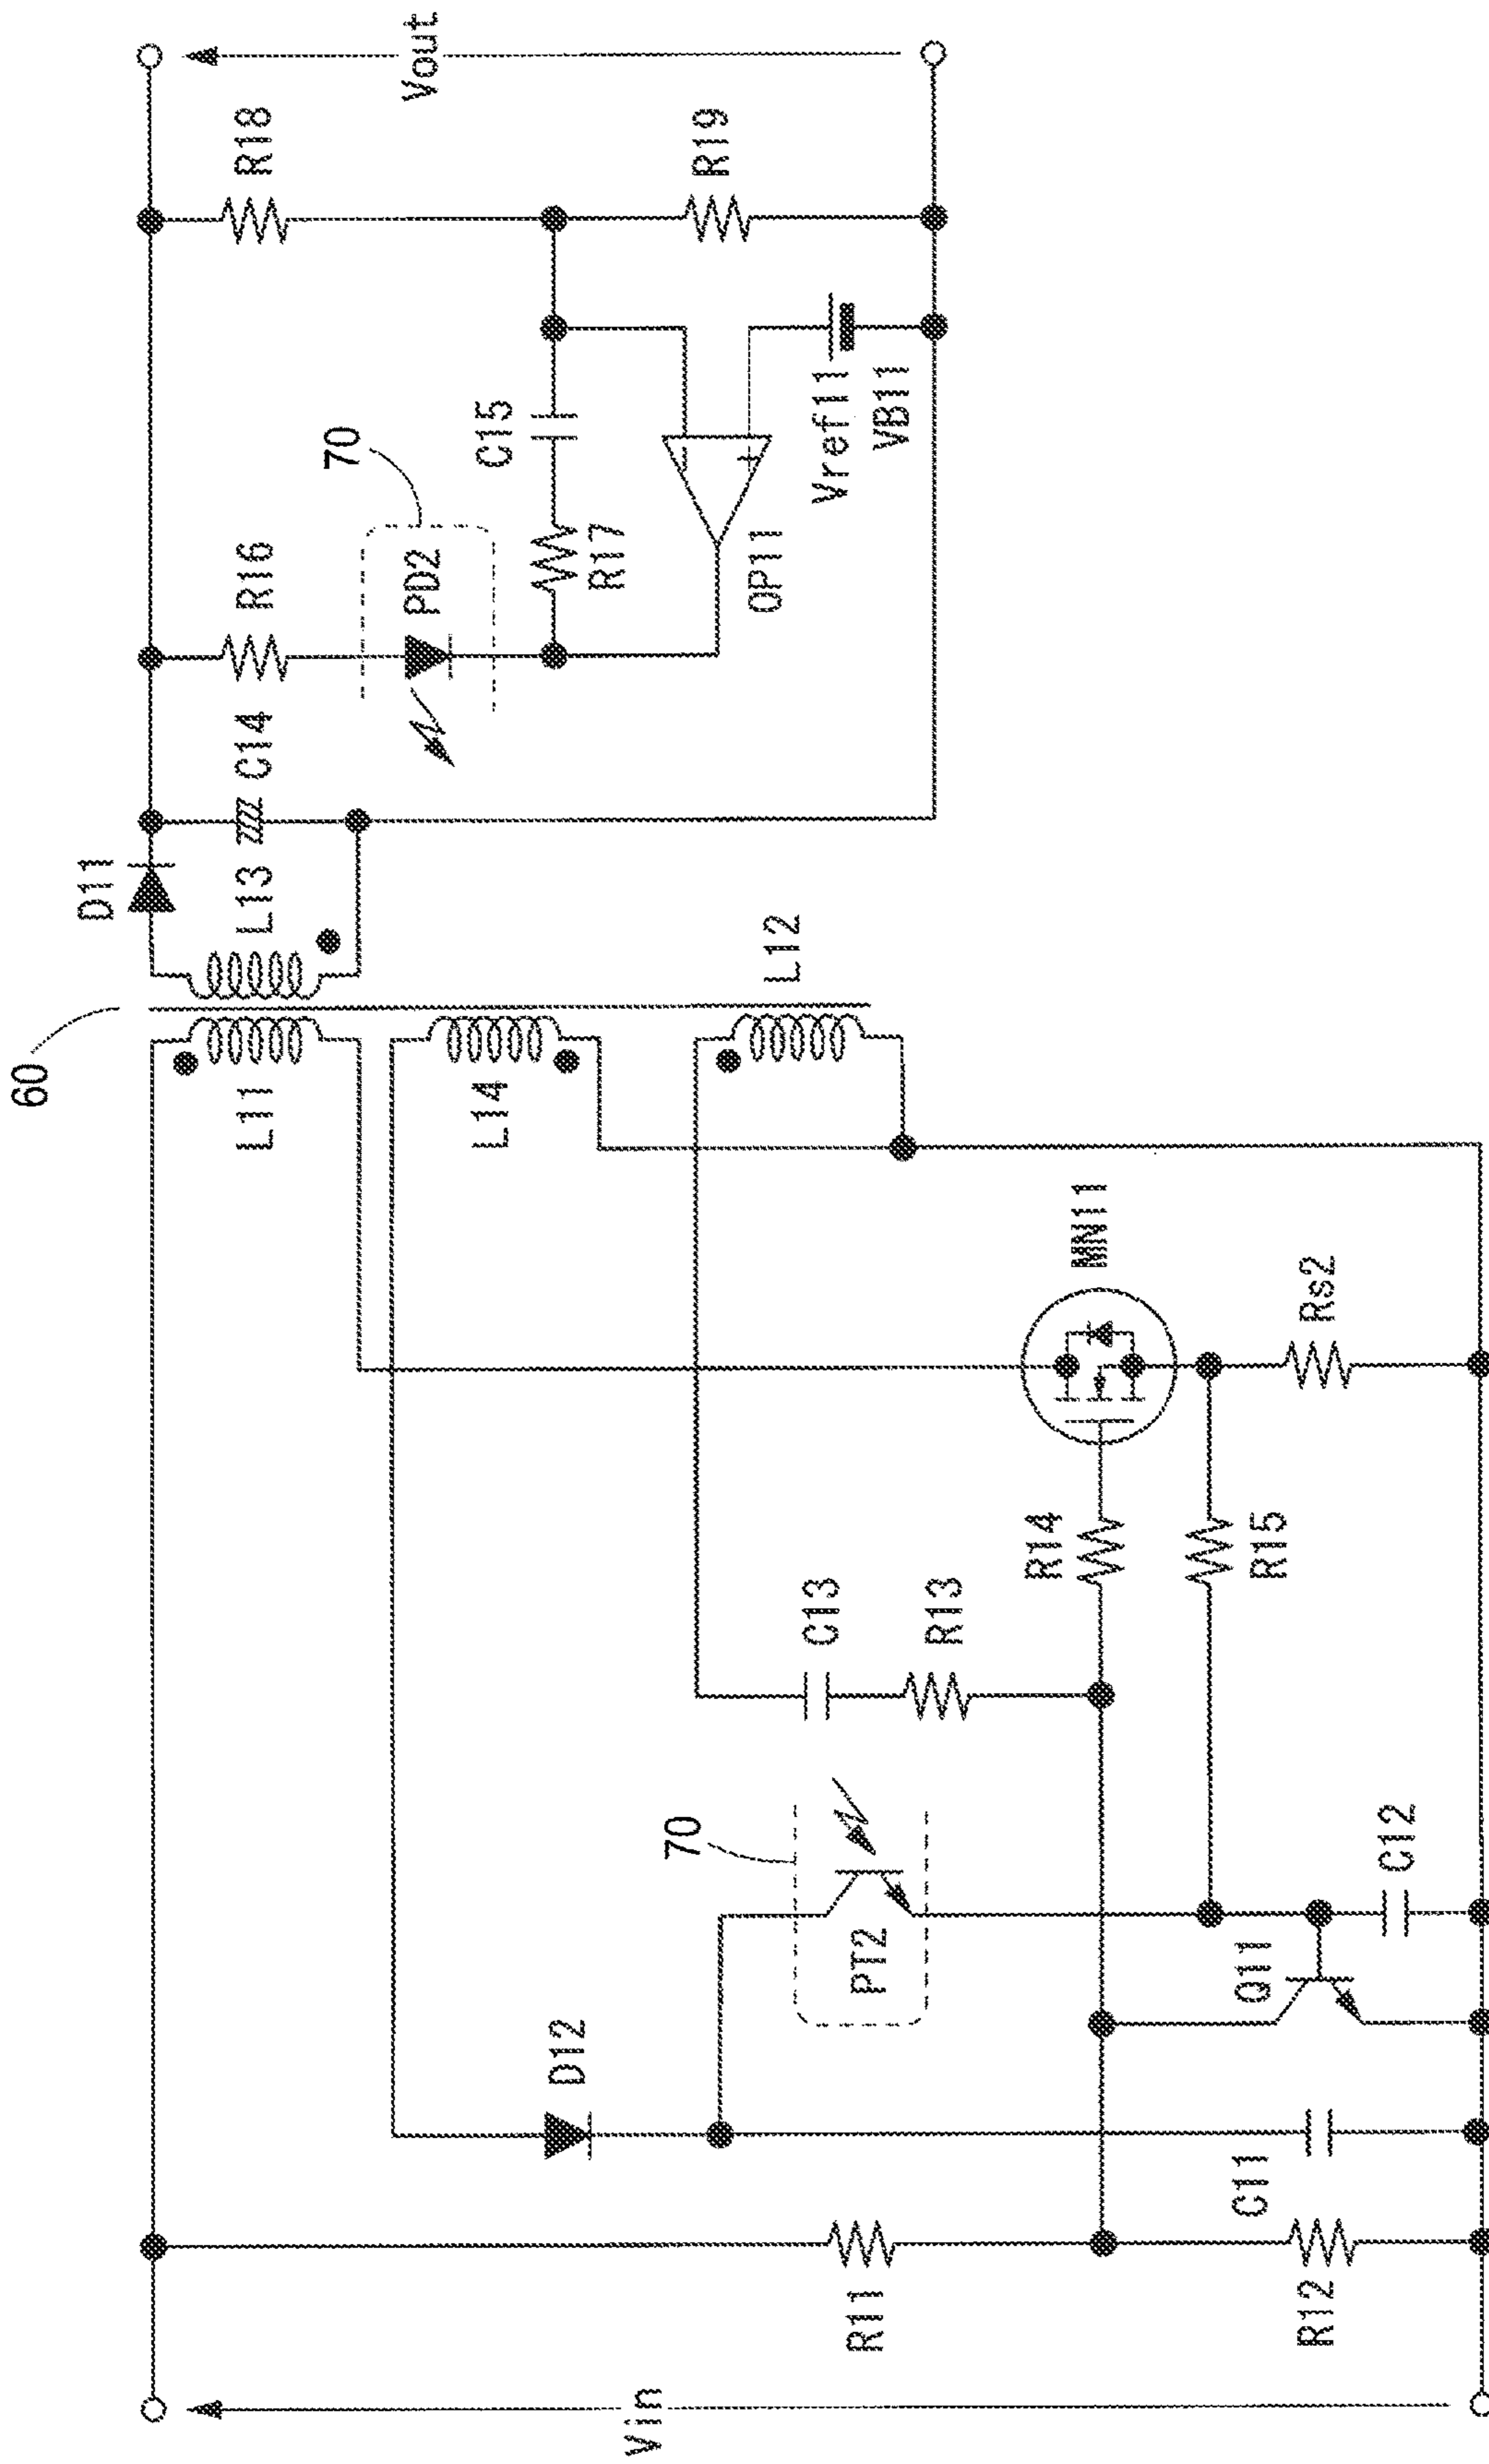 60
D11
L13
C14
R16
R18
Vout
70
PD2
C15
R17
OP11
R19
Vref11
VB11
L11
L14
L12
MN11
Rs2
R14
R15
C13
R13
70
PT2
D12
Q11
C12
C11
R11
R12
Vin
-
+